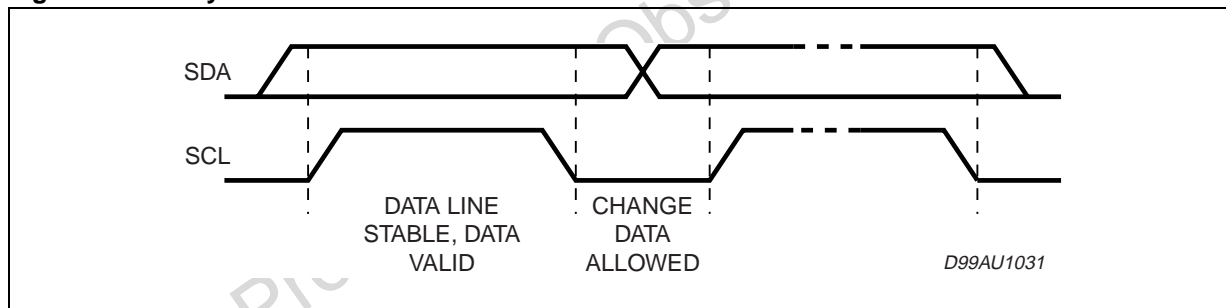 SDA
SCL
DATA LINE
STABLE, DATA
VALID
CHANGE
DATA
ALLOWED
D99AU1031